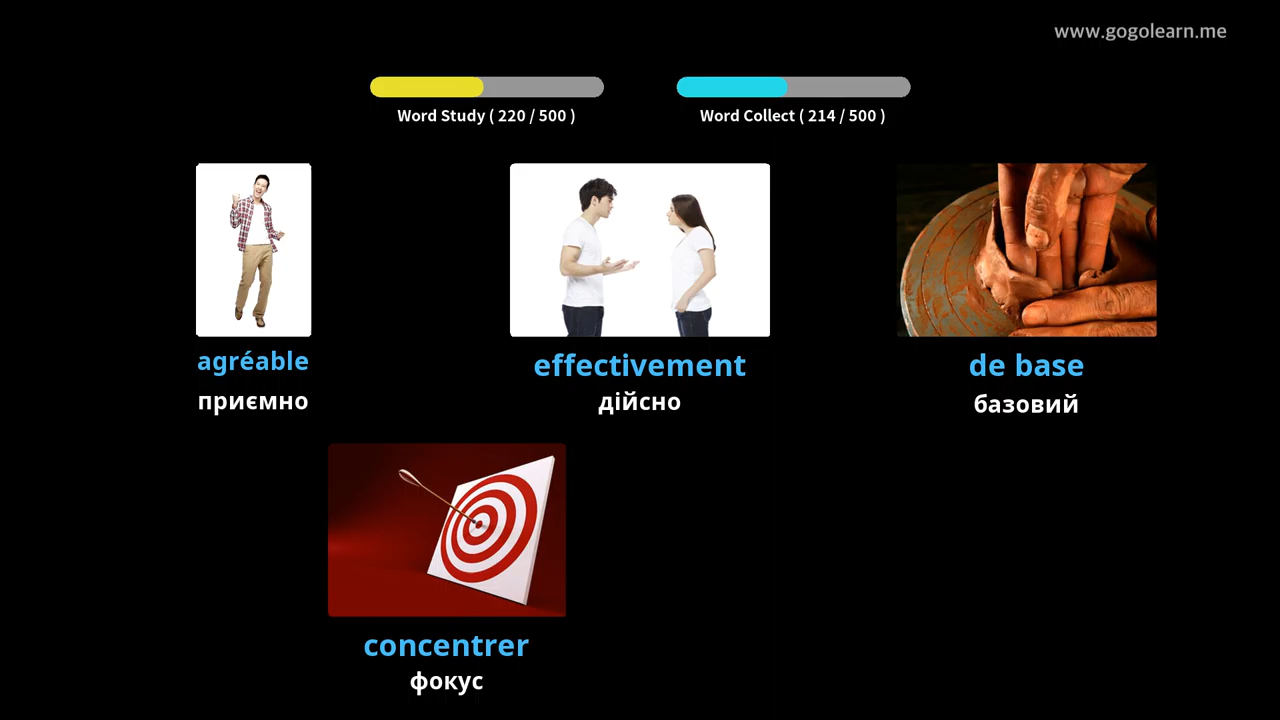 www.gogolearn.me
Word Study ( 220 / 500 )
Word Collect ( 214 / 500 )
agréable
приємно
effectivement
дійсно
de base
базовий
concentrer
фокус